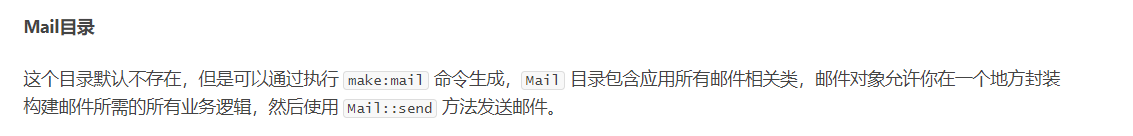 Mail目录
这个目录默认不存在，但是可以通过执行 make:mail 命令生成，Mail 目录包含应用所有邮件相关类，邮件对象允许你在一个地方封装
构建邮件所需的所有业务逻辑，然后使用 Mail::send 方法发送邮件。